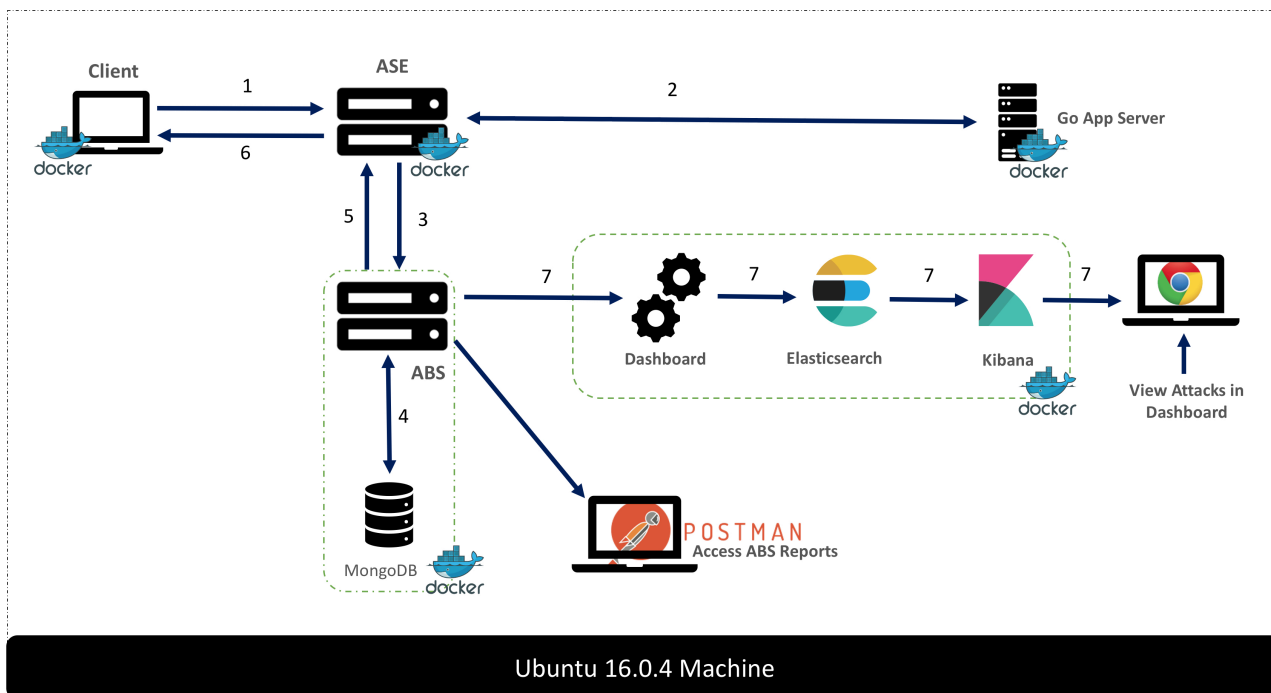 Client
1
ASE
2
Go App Server
docker
6
docker
docker
5
3
7
7
7
7
Dashboard
Elasticsearch
Kibana
docker
View Attacks in
Dashboard
ABS
4
MongoDB
docker
POSTMAN
Access ABS Reports
Ubuntu 16.0.4 Machine